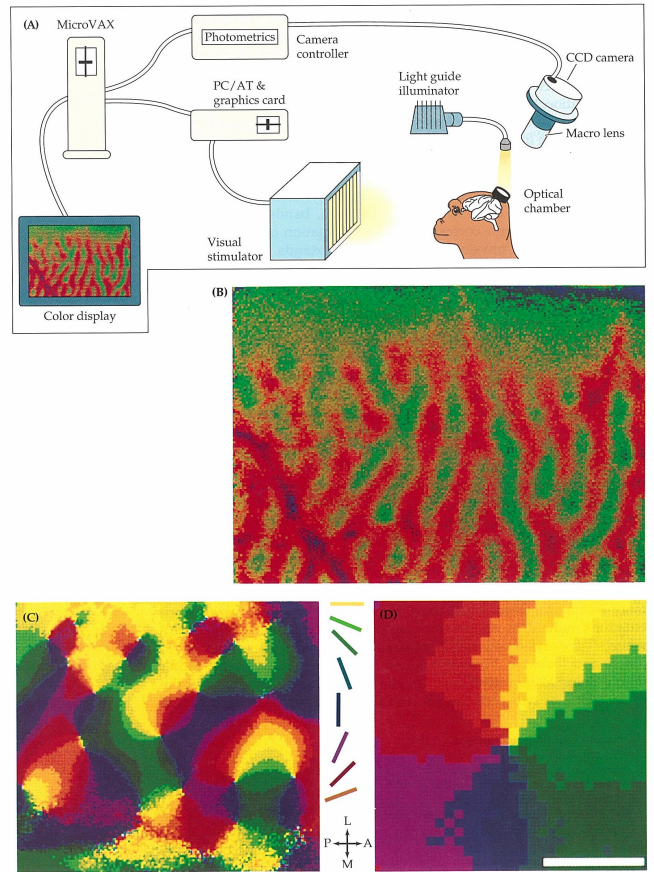 (A)
MicroVAX
Photometrics
Camera
controller
CCD camera
PC/AT &
graphics card
Light guide
illuminator
Macro lens
Optical
chamber
Visual
stimulator
Color display
(B)
(C)
(D)
L
P
A
M